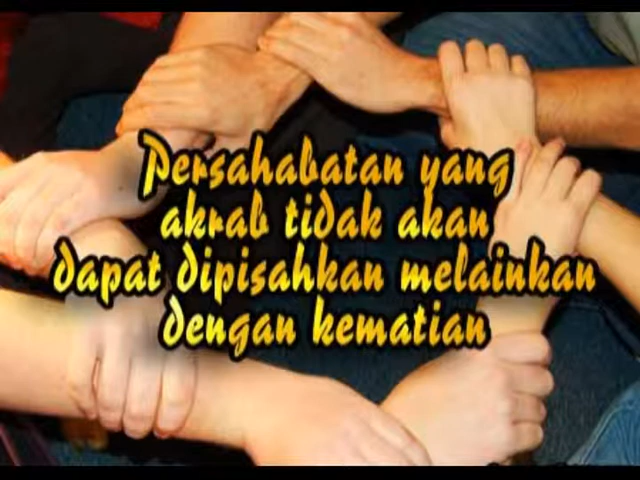 Persahabatan yang
akrab tidak akan
dapat dipisahkan melainkan
dengan kematian